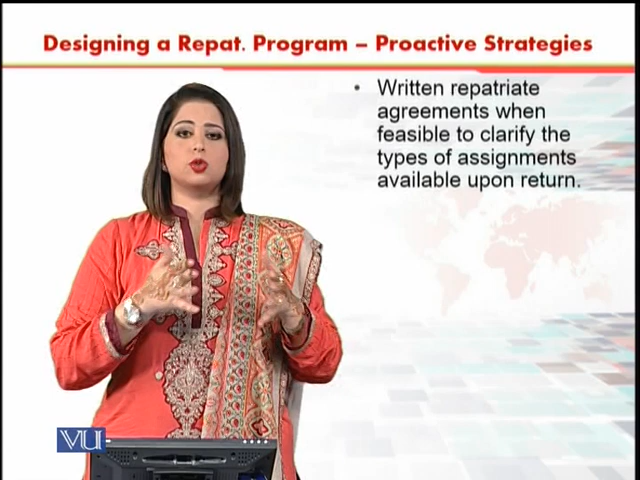 Designing a Repat. Program – Proactive Strategies
• Written repatriate
agreements when
feasible to clarify the
types of assignments
available upon return.
VU